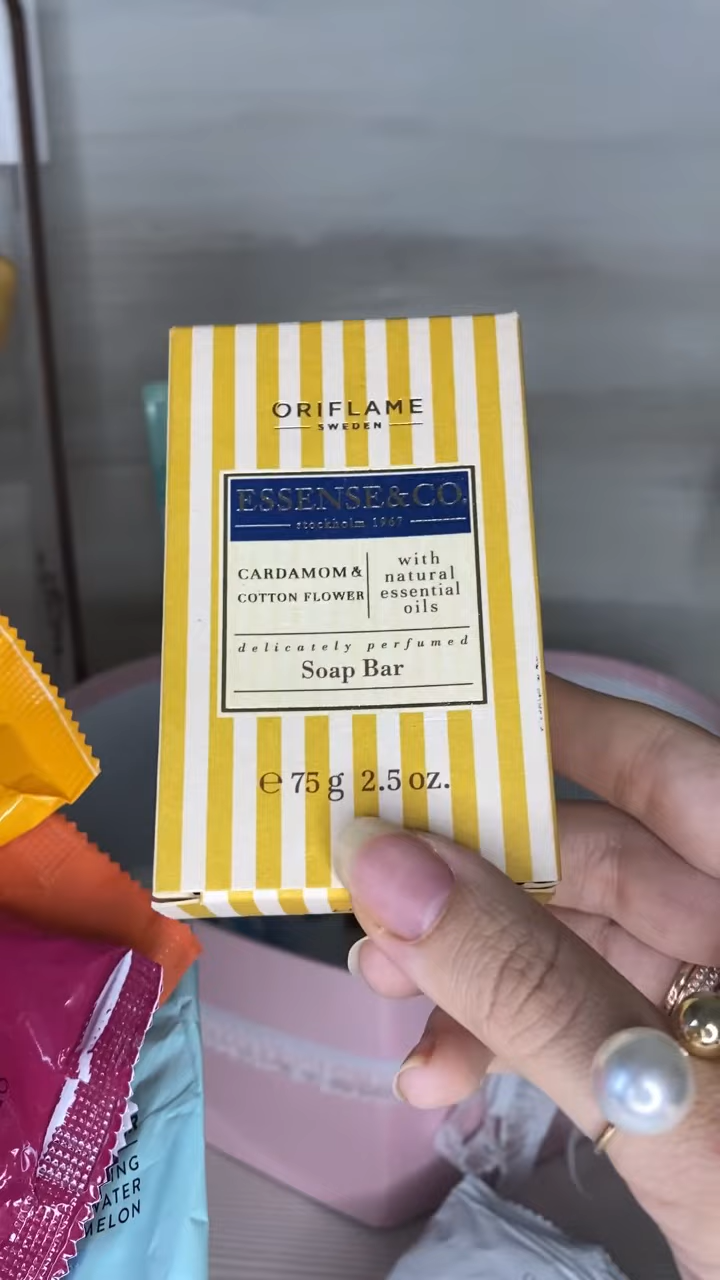 ORIFLAME
SWEDEN
ESSENSE&CO.
stockholm 1967
CARDAMOM &
COTTON FLOWER
with
natural
essential
oils
delicately perfumed
Soap Bar
℮ 75 g 2.5 oz.
ING
WATER
MELON